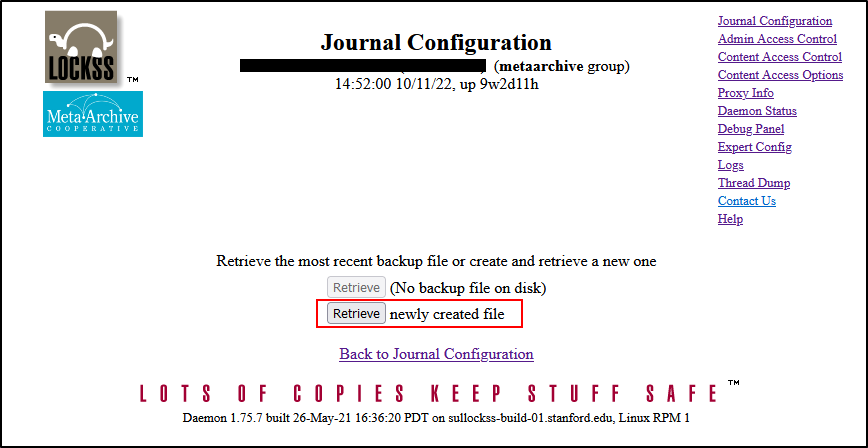 LOCKSS TM
MetaArchive
COOPERATIVE
Journal Configuration
(metaarchive group)
14:52:00 10/11/22, up 9w2d11h
Journal Configuration
Admin Access Control
Content Access Control
Content Access Options
Proxy Info
Daemon Status
Debug Panel
Expert Config
Logs
Thread Dump
Contact Us
Help
Retrieve the most recent backup file or create and retrieve a new one
Retrieve (No backup file on disk)
Retrieve newly created file
Back to Journal Configuration
LOTS OF COPIES KEEP STUFF SAFE TM
Daemon 1.75.7 built 26-May-21 16:36:20 PDT on sullockss-build-01.stanford.edu, Linux RPM 1